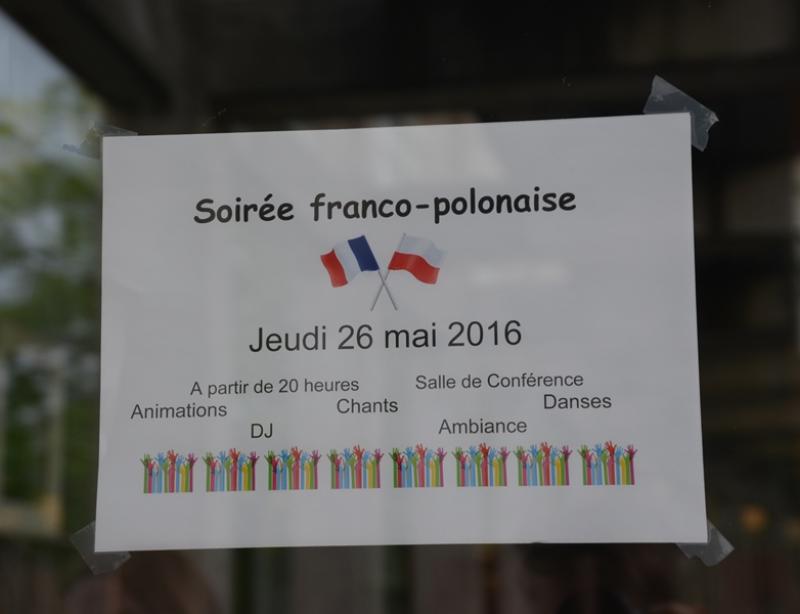 Soirée franco-polonaise
Jeudi 26 mai 2016
A partir de 20 heures Salle de Conférence
Animations Chants Danses
DJ Ambiance